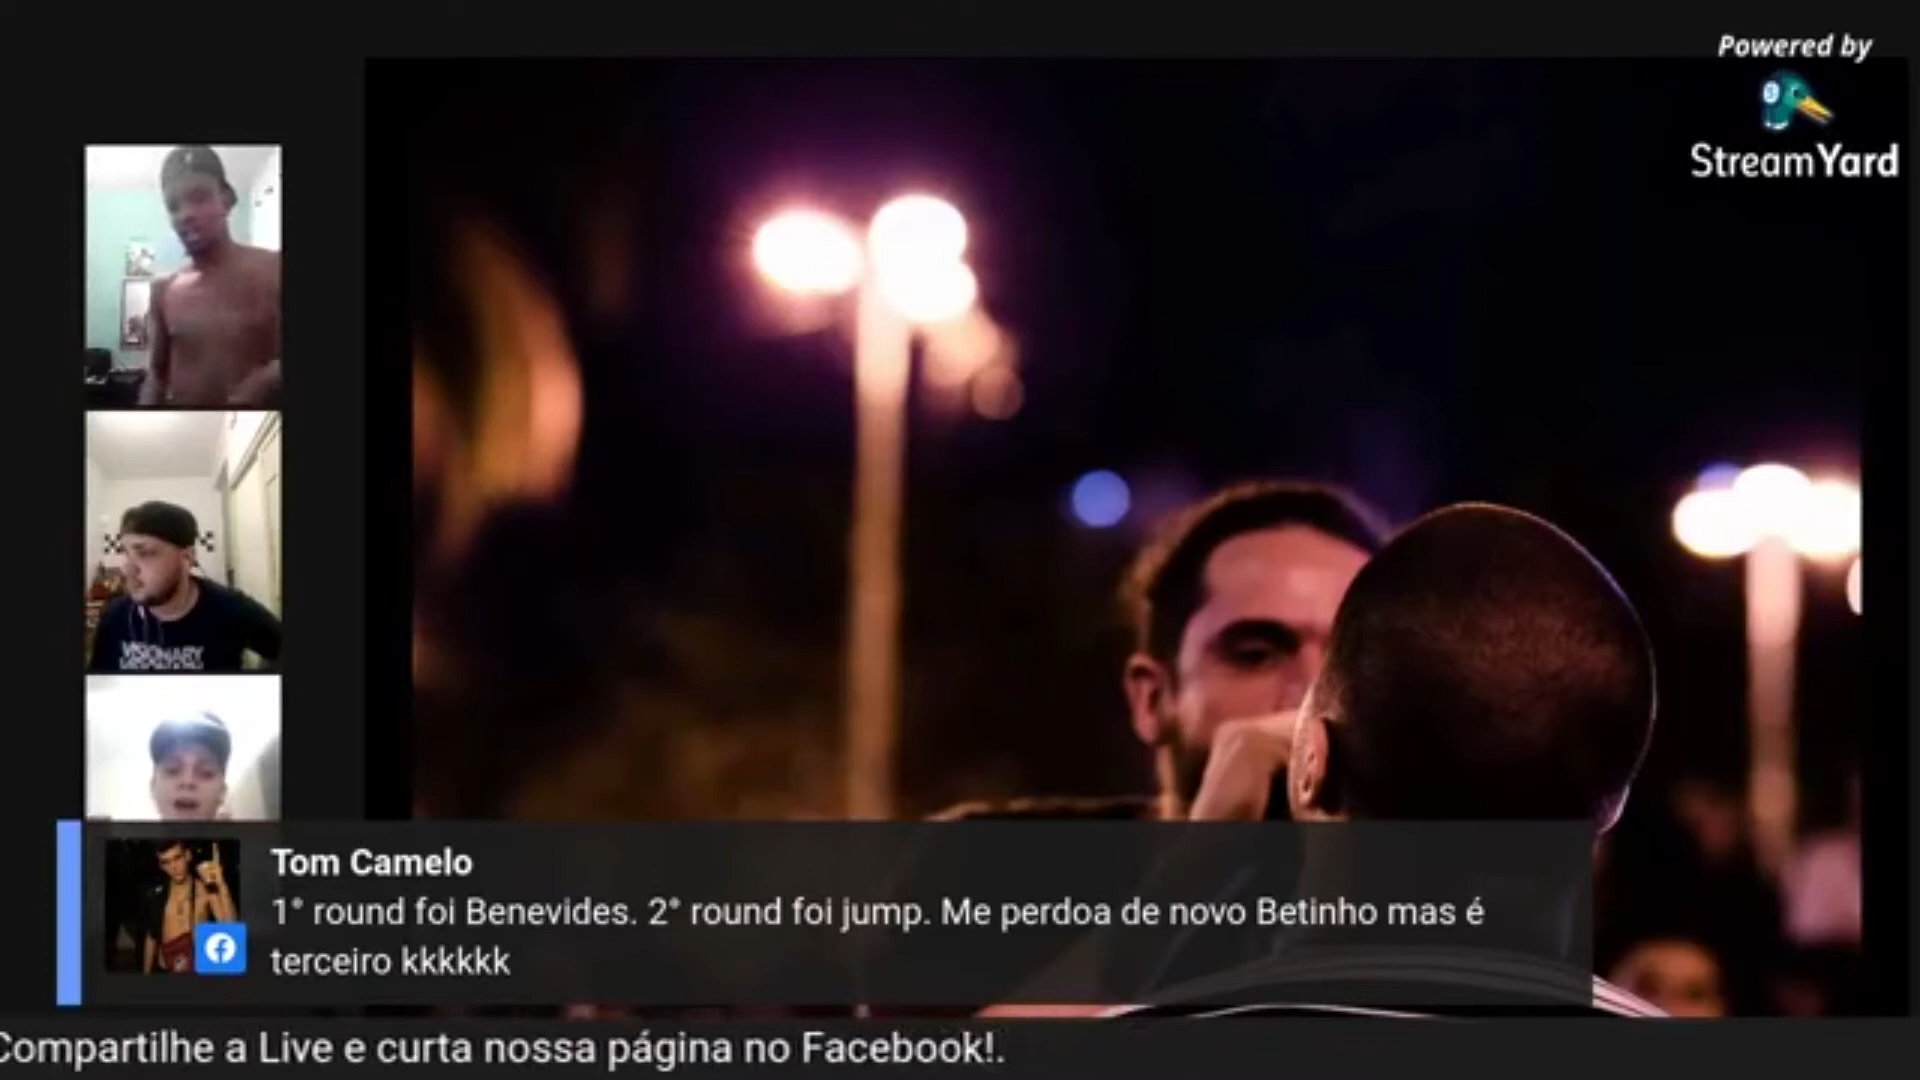 Powered by
StreamYard
VISIONARY
Tom Camelo
1° round foi Benevides. 2° round foi jump. Me perdoa de novo Betinho mas é
terceiro kkkkkk
Compartilhe a Live e curta nossa página no Facebook!.